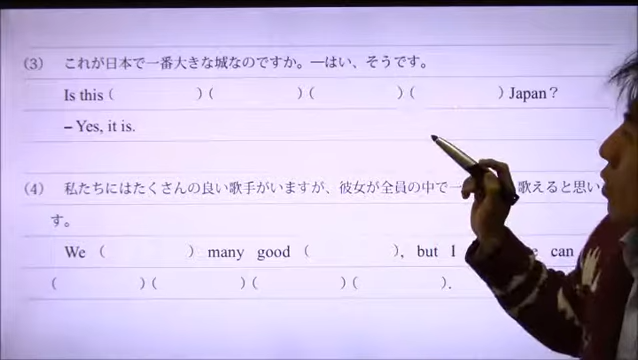 (3) これが日本で一番大きな城なのですか。—はい、そうです。
Is this ( )( )( )( ) Japan?
– Yes, it is.
(4) 私たちにはたくさんの良い歌手がいますが、彼女が全員の中で一 歌えると思い
す。
We ( ) many good ( ), but I can
( )( )( )( ).